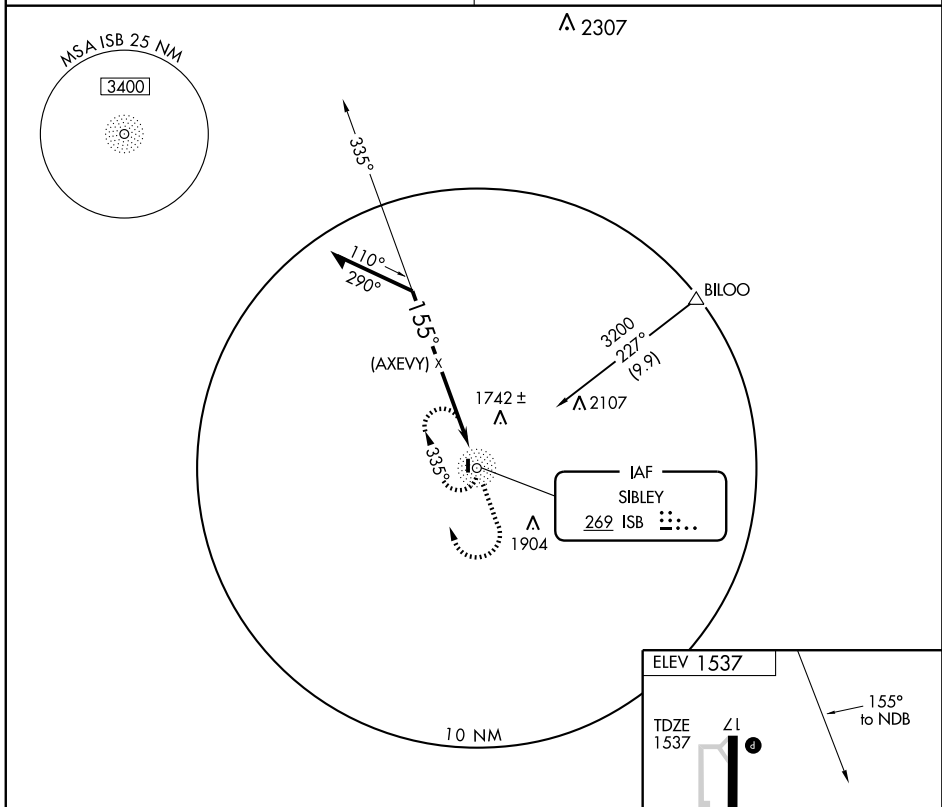 2307
MSA ISB 25 NM
3400
335°
110°
290°
BILOO
155°
3200
227°
(9.9)
(AXEVY)
1742 ±
2107
335°
IAF
SIBLEY
269 ISB
1904
10 NM
ELEV 1537
155°
to NDB
TDZE
1537
17
P